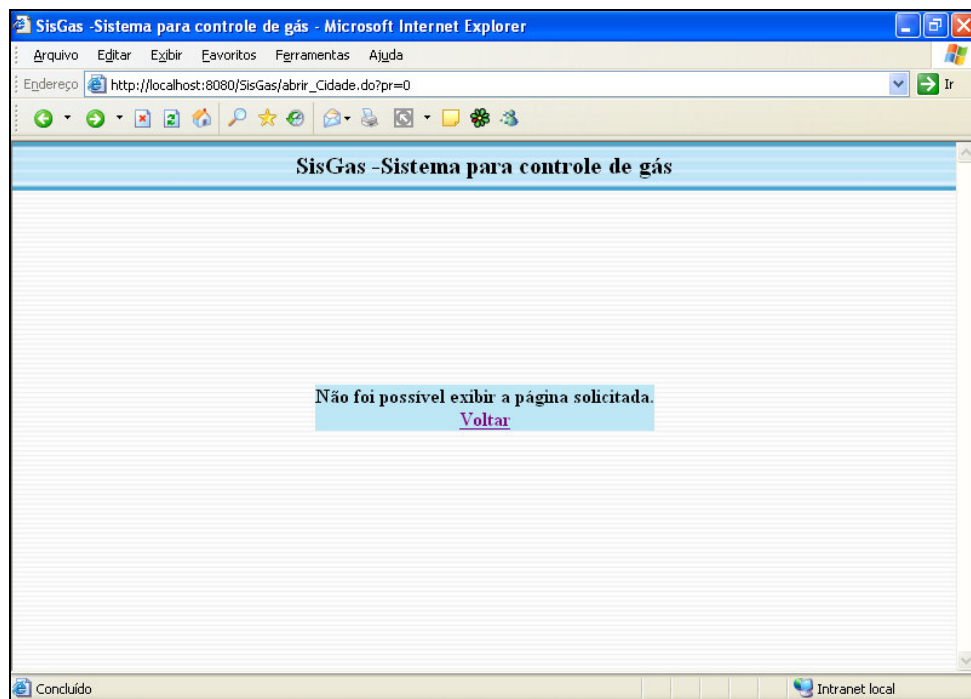 SisGas -Sistema para controle de gás - Microsoft Internet Explorer
Arquivo Editar Exibir Favoritos Ferramentas Ajuda
Endereço http://localhost:8080/SisGas/abrir_Cidade.do?pr=0 Ir
SisGas -Sistema para controle de gás
Não foi possível exibir a página solicitada.
Voltar
Concluído Intranet local